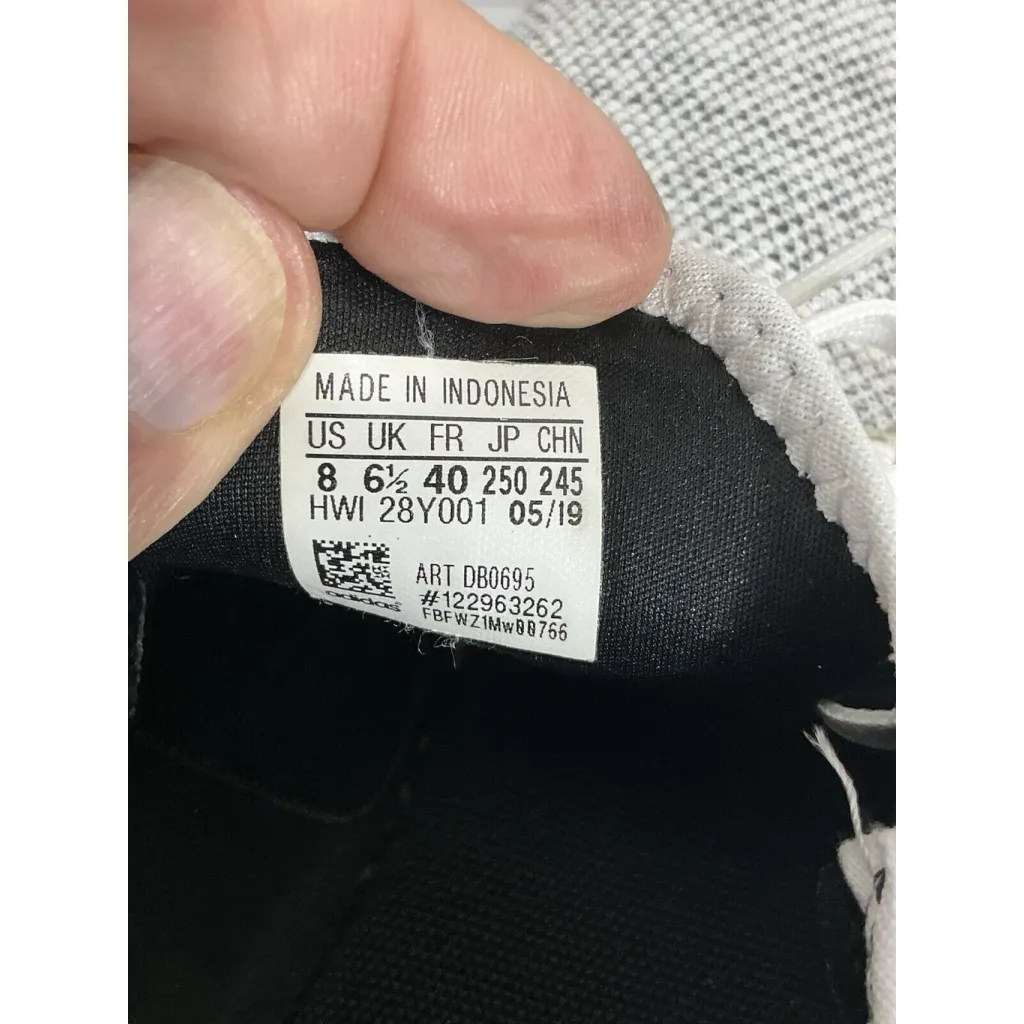 MADE IN INDONESIA
US UK FR JP CHN
8 6½ 40 250 245
HWI 28Y001 05/19
ART DB0695
adidas
#122963262
FBFWZ1Mw00766